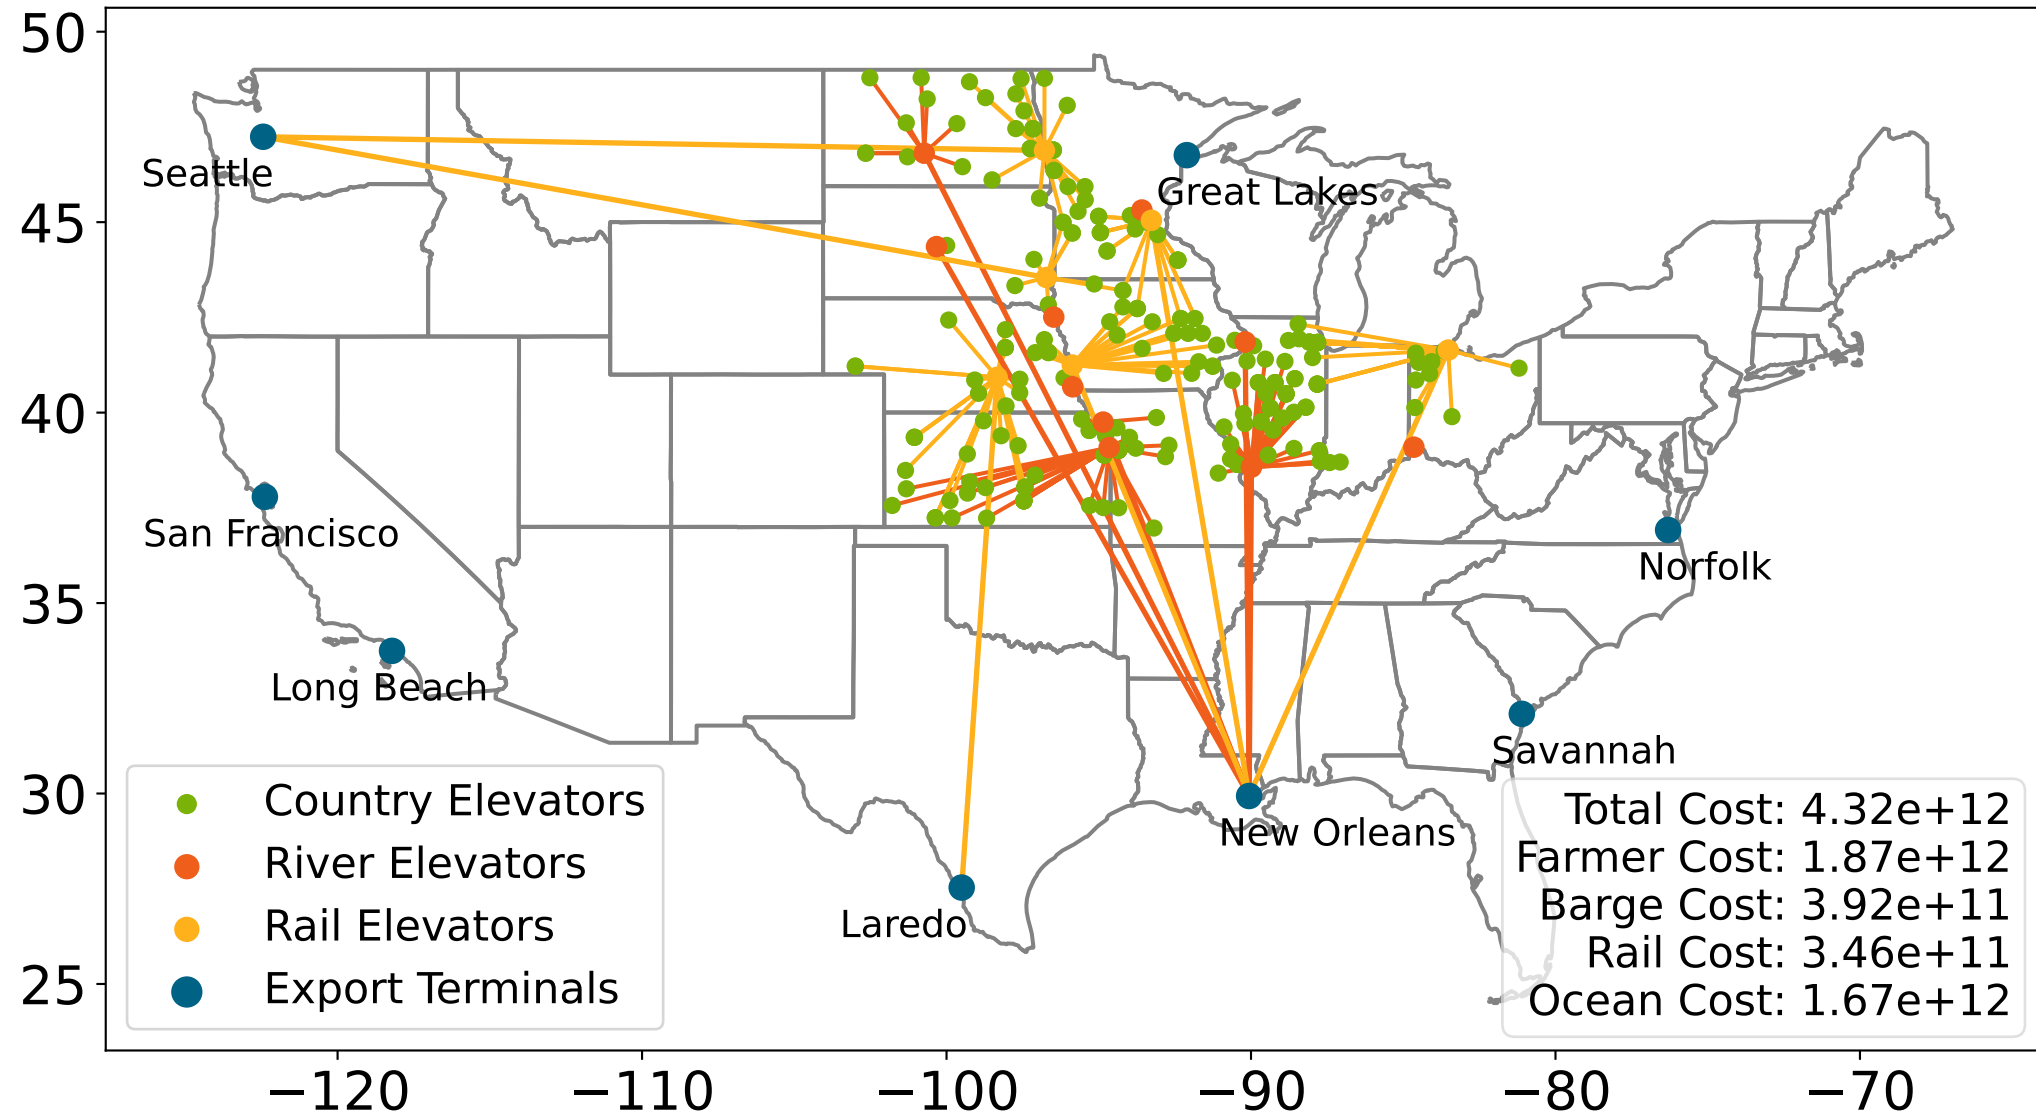 50
45
40
35
30
25
−120
−110
−100
−90
−80
−70
Seattle
Great Lakes
San Francisco
Norfolk
Long Beach
Savannah
New Orleans
Laredo
Country Elevators
River Elevators
Rail Elevators
Export Terminals
Total Cost: 4.32e+12
Farmer Cost: 1.87e+12
Barge Cost: 3.92e+11
Rail Cost: 3.46e+11
Ocean Cost: 1.67e+12